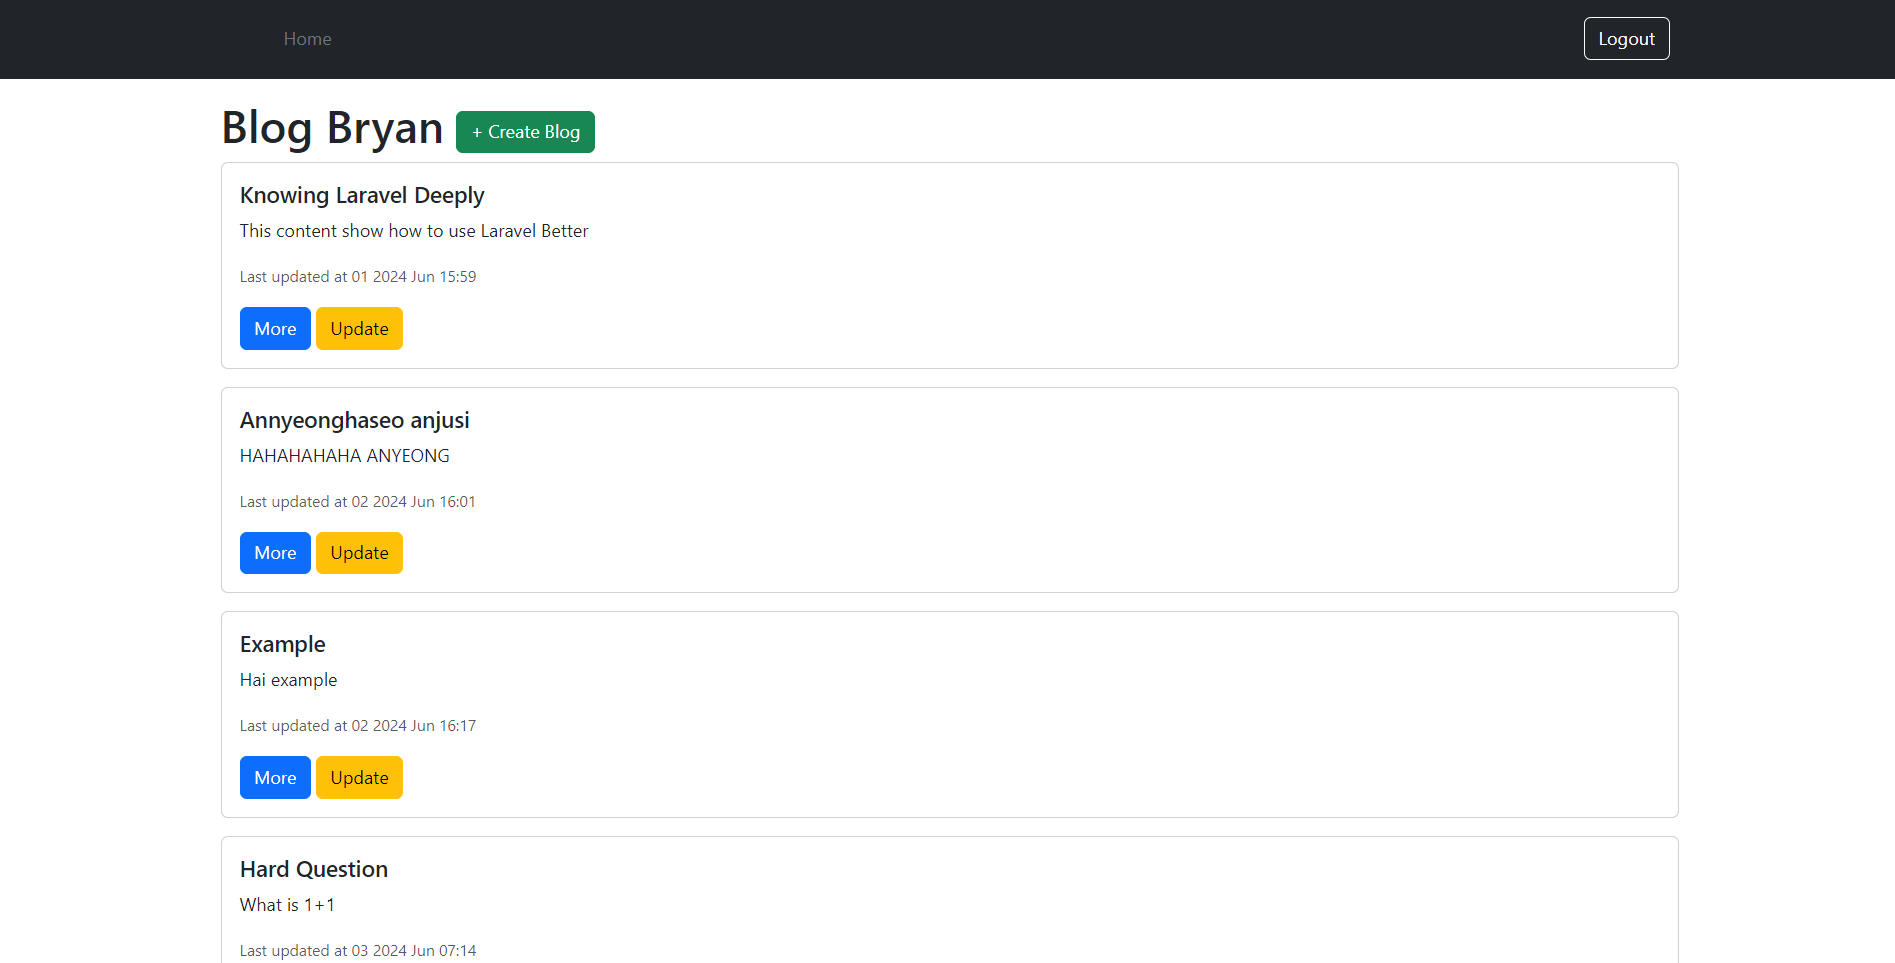 Home
Logout
Blog Bryan
+ Create Blog
Knowing Laravel Deeply
This content show how to use Laravel Better
Last updated at 01 2024 Jun 15:59
More
Update
Annyeonghaseo anjusi
HAHAHAHAHA ANYEONG
Last updated at 02 2024 Jun 16:01
More
Update
Example
Hai example
Last updated at 02 2024 Jun 16:17
More
Update
Hard Question
What is 1+1
Last updated at 03 2024 Jun 07:14